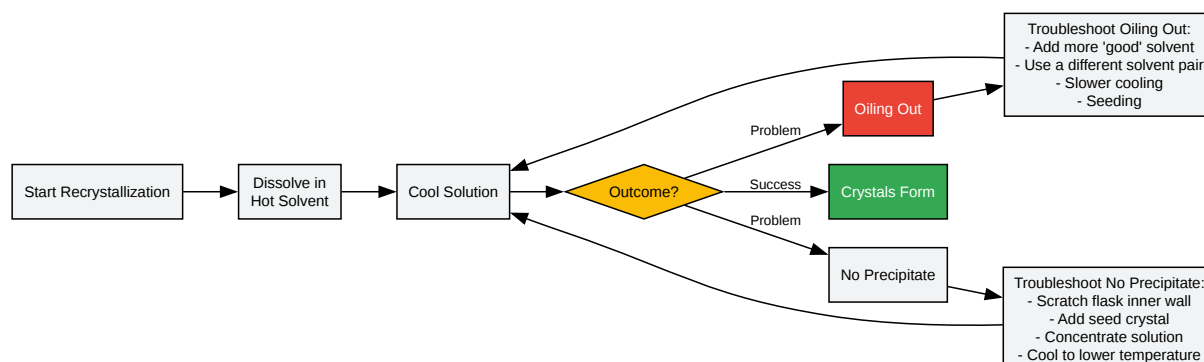 Start Recrystallization
Dissolve in
Hot Solvent
Cool Solution
Outcome?
Problem
Success
Problem
Oiling Out
Crystals Form
No Precipitate
Troubleshoot Oiling Out:
- Add more 'good' solvent
- Use a different solvent pair
- Slower cooling
- Seeding
Troubleshoot No Precipitate:
- Scratch flask inner wall
- Add seed crystal
- Concentrate solution
- Cool to lower temperature